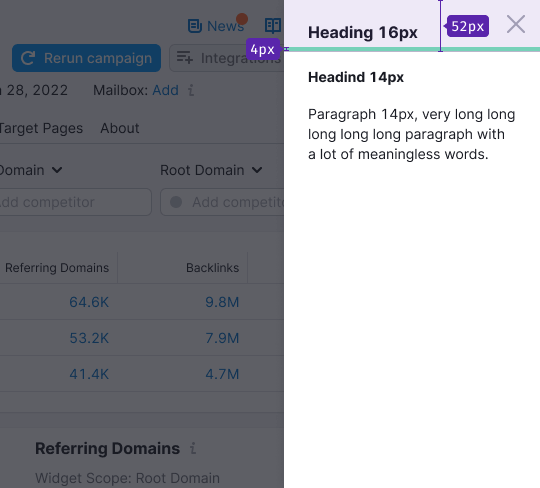 News
Rerun campaign
Integrations
28, 2022
Mailbox: Add
Target Pages
About
Domain
Root Domain
add competitor
Add competitor
Referring Domains
Backlinks
64.6K
9.8M
53.2K
7.9M
41.4K
4.7M
Referring Domains
Widget Scope: Root Domain
Heading 16px
52px
4px
Headind 14px
Paragraph 14px, very long long
long long long paragraph with
a lot of meaningless words.